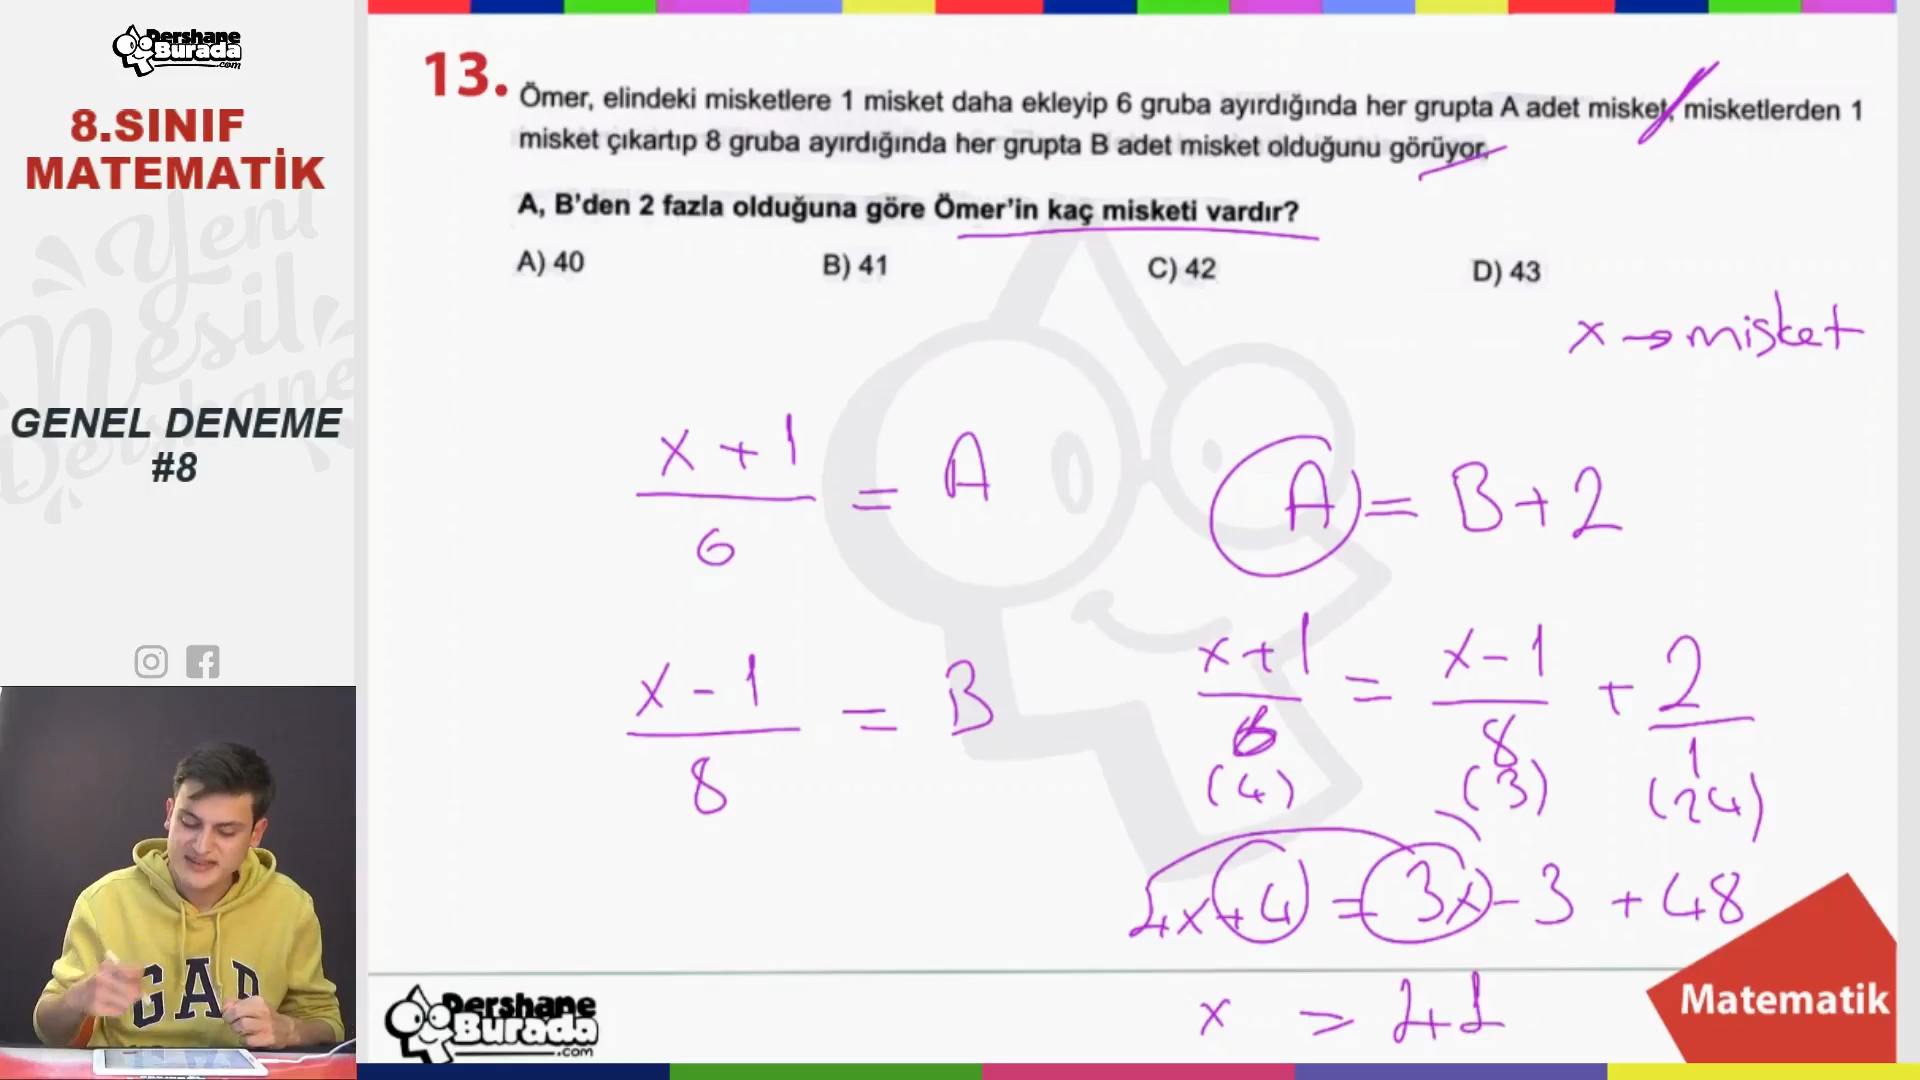 Dershane
Burada
.com
8.SINIF
MATEMATİK
Yeni
Nesil
Dershane
GENEL DENEME
#8
13. Ömer, elindeki misketlere 1 misket daha ekleyip 6 gruba ayırdığında her grupta A adet misket, misketlerden 1
misket çıkartıp 8 gruba ayırdığında her grupta B adet misket olduğunu görüyor.
A, B'den 2 fazla olduğuna göre Ömer'in kaç misketi vardır?
A) 40 B) 41 C) 42 D) 43
x → misket
x + 1 / 6 = A
A = B + 2
x - 1 / 8 = B
x + 1 / 6 = x - 1 / 8 + 2 / 1
(4) (3) (24)
4x + 4 = 3x - 3 + 48
x = 41
GAP
Dershane
Burada
.com
Matematik